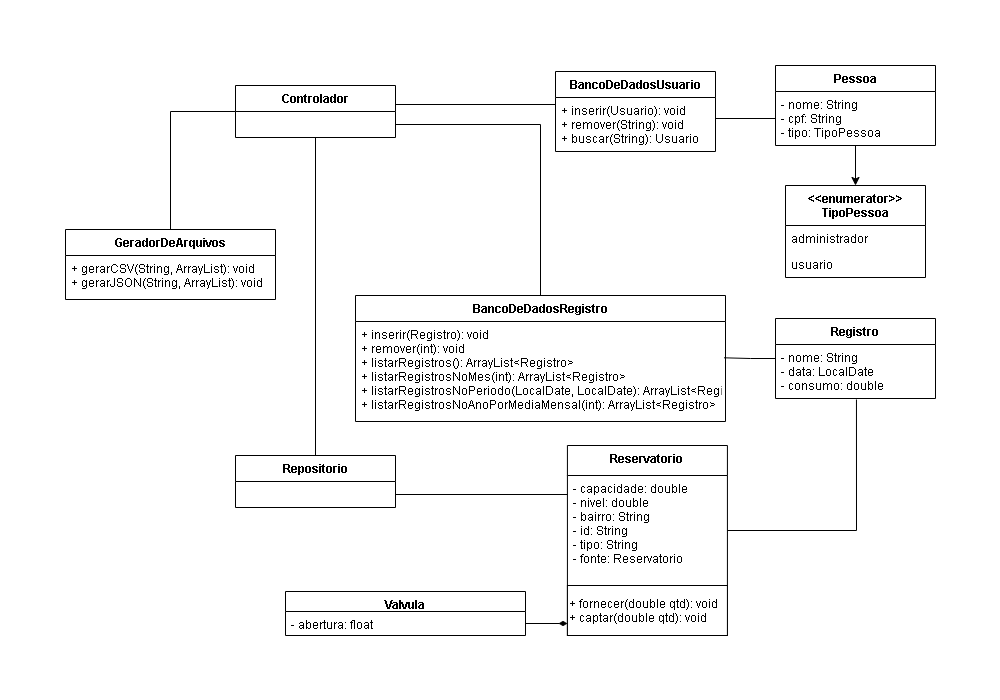 Controlador
BancoDeDadosUsuario
+ inserir(Usuario): void
+ remover(String): void
+ buscar(String): Usuario
Pessoa
- nome: String
- cpf: String
- tipo: TipoPessoa
<<enumerator>>
TipoPessoa
administrador
usuario
GeradorDeArquivos
+ gerarCSV(String, ArrayList): void
+ gerarJSON(String, ArrayList): void
BancoDeDadosRegistro
+ inserir(Registro): void
+ remover(int): void
+ listarRegistros(): ArrayList<Registro>
+ listarRegistrosNoMes(int): ArrayList<Registro>
+ listarRegistrosNoPeriodo(LocalDate, LocalDate): ArrayList<Regi
+ listarRegistrosNoAnoPorMediaMensal(int): ArrayList<Registro>
Registro
- nome: String
- data: LocalDate
- consumo: double
Repositorio
Reservatorio
- capacidade: double
- nivel: double
- bairro: String
- id: String
- tipo: String
- fonte: Reservatorio
+ fornecer(double qtd): void
+ captar(double qtd): void
Valvula
- abertura: float